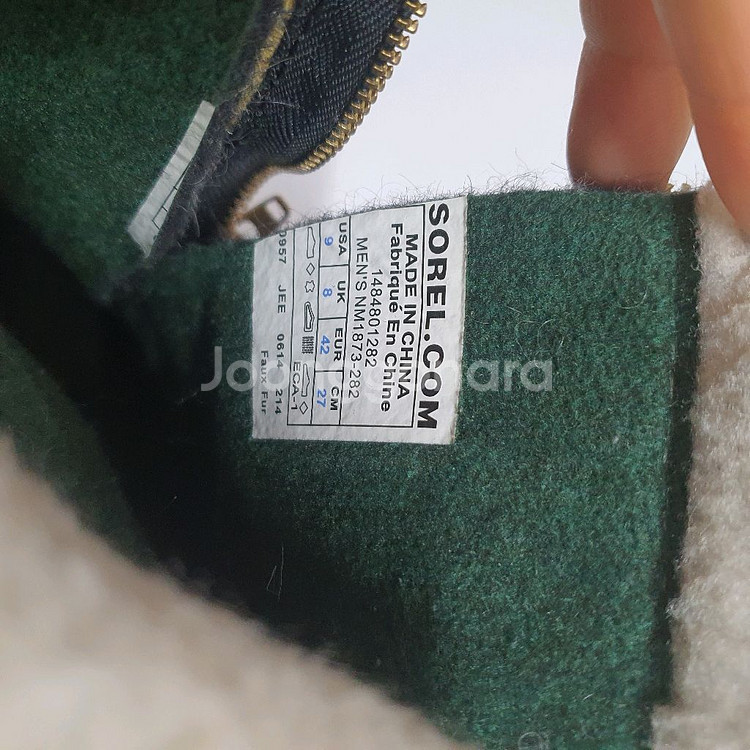 SOREL.COM
MADE IN CHINA
Fabriqué En Chine
1484801282
MEN'S NM1873-282
USA UK EUR CM
9 8 42 27
ECA-1
0957 JEE 0614 214
Faux Fur